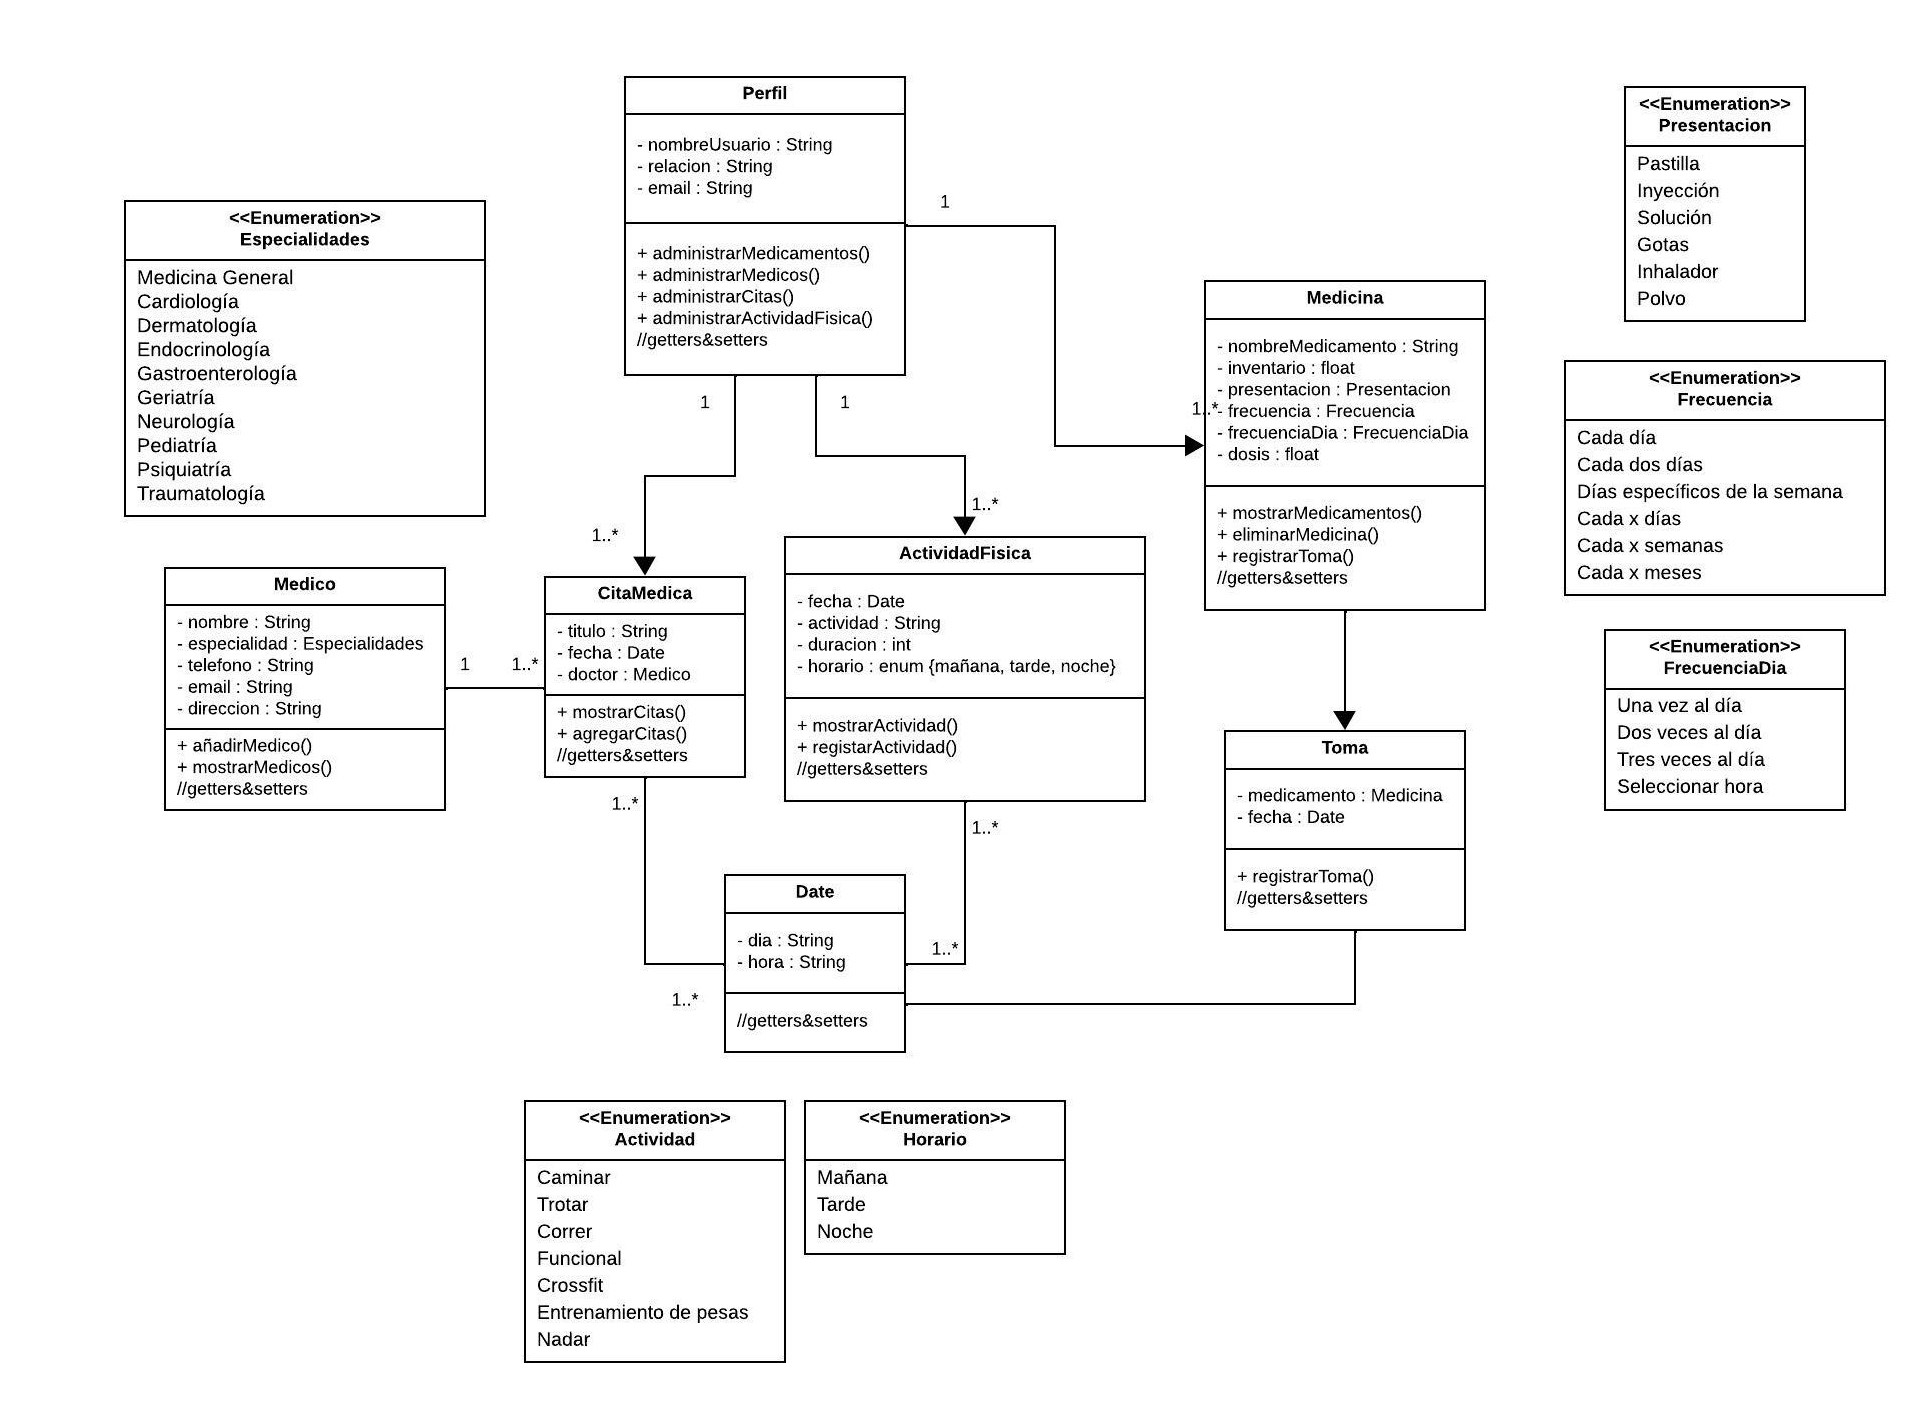 Perfil
- nombreUsuario : String
- relacion : String
- email : String
+ administrarMedicamentos()
+ administrarMedicos()
+ administrarCitas()
+ administrarActividadFisica()
//getters&setters
1
1
1
1..*
1..*
1..*
<<Enumeration>>
Especialidades
Medicina General
Cardiología
Dermatología
Endocrinología
Gastroenterología
Geriatría
Neurología
Pediatría
Psiquiatría
Traumatología
<<Enumeration>>
Presentacion
Pastilla
Inyección
Solución
Gotas
Inhalador
Polvo
Medicina
- nombreMedicamento : String
- inventario : float
- presentacion : Presentacion
- frecuencia : Frecuencia
- frecuenciaDia : FrecuenciaDia
- dosis : float
+ mostrarMedicamentos()
+ eliminarMedicina()
+ registrarToma()
//getters&setters
<<Enumeration>>
Frecuencia
Cada día
Cada dos días
Días específicos de la semana
Cada x días
Cada x semanas
Cada x meses
Medico
- nombre : String
- especialidad : Especialidades
- telefono : String
- email : String
- direccion : String
+ añadirMedico()
+ mostrarMedicos()
//getters&setters
1
1..*
CitaMedica
- titulo : String
- fecha : Date
- doctor : Medico
+ mostrarCitas()
+ agregarCitas()
//getters&setters
1..*
ActividadFisica
- fecha : Date
- actividad : String
- duracion : int
- horario : enum {mañana, tarde, noche}
+ mostrarActividad()
+ registarActividad()
//getters&setters
1..*
<<Enumeration>>
FrecuenciaDia
Una vez al día
Dos veces al día
Tres veces al día
Seleccionar hora
Toma
- medicamento : Medicina
- fecha : Date
+ registrarToma()
//getters&setters
Date
- dia : String
- hora : String
//getters&setters
1..*
1..*
<<Enumeration>>
Actividad
Caminar
Trotar
Correr
Funcional
Crossfit
Entrenamiento de pesas
Nadar
<<Enumeration>>
Horario
Mañana
Tarde
Noche